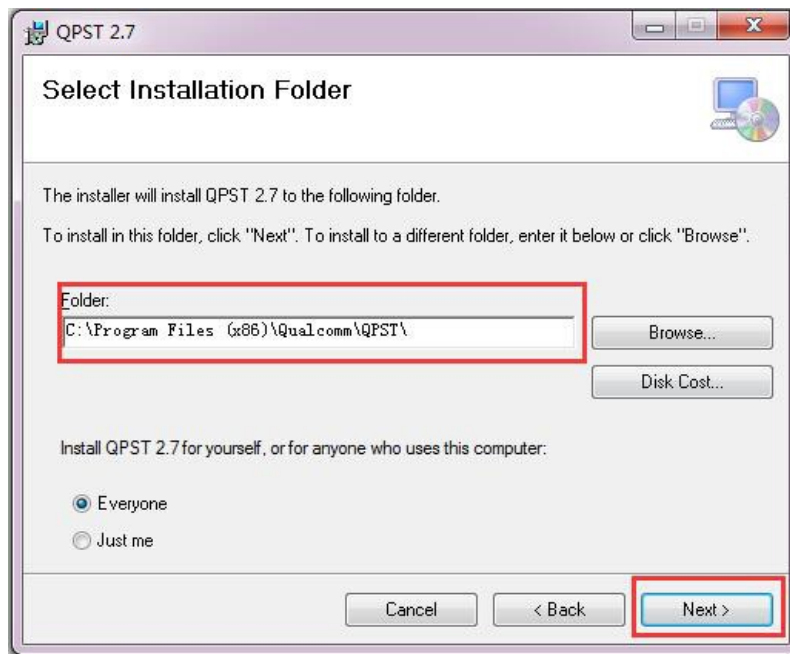 QPST 2.7
Select Installation Folder
The installer will install QPST 2.7 to the following folder.
To install in this folder, click "Next". To install to a different folder, enter it below or click "Browse".
Folder:
C:\Program Files (x86)\Qualcomm\QPST\
Browse...
Disk Cost...
Install QPST 2.7 for yourself, or for anyone who uses this computer:
Everyone
Just me
Cancel
< Back
Next >